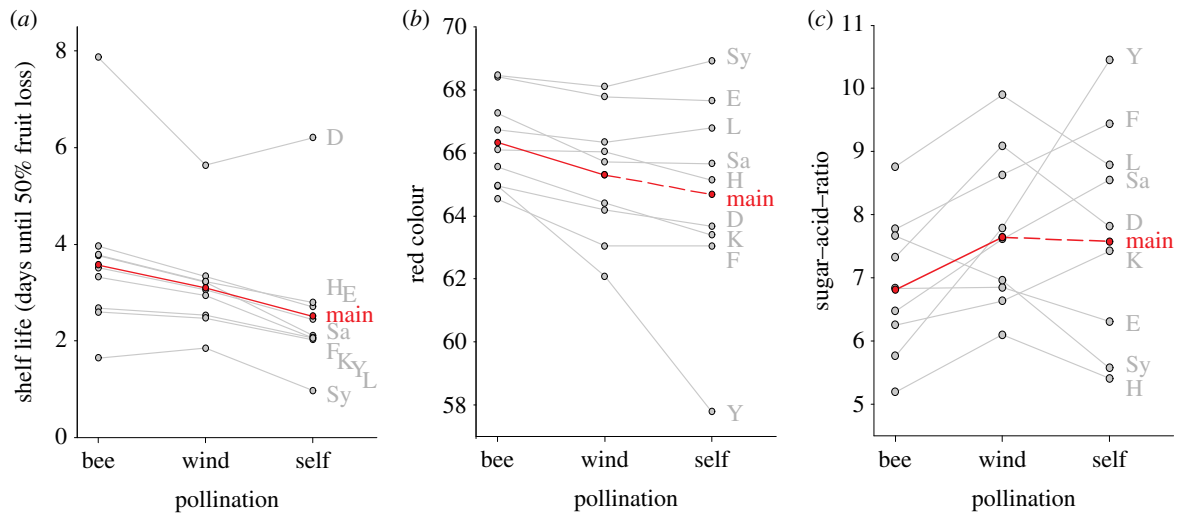 (a)
shelf life (days until 50% fruit loss)
8
6
4
2
0
D
H
E
main
Sa
F
K
Y
L
Sy
bee wind self
pollination
(b)
red colour
70
68
66
64
62
60
58
Sy
E
L
Sa
H
main
D
K
F
Y
bee wind self
pollination
(c)
sugar–acid–ratio
11
10
9
8
7
6
5
Y
F
L
Sa
D
main
K
E
Sy
H
bee wind self
pollination